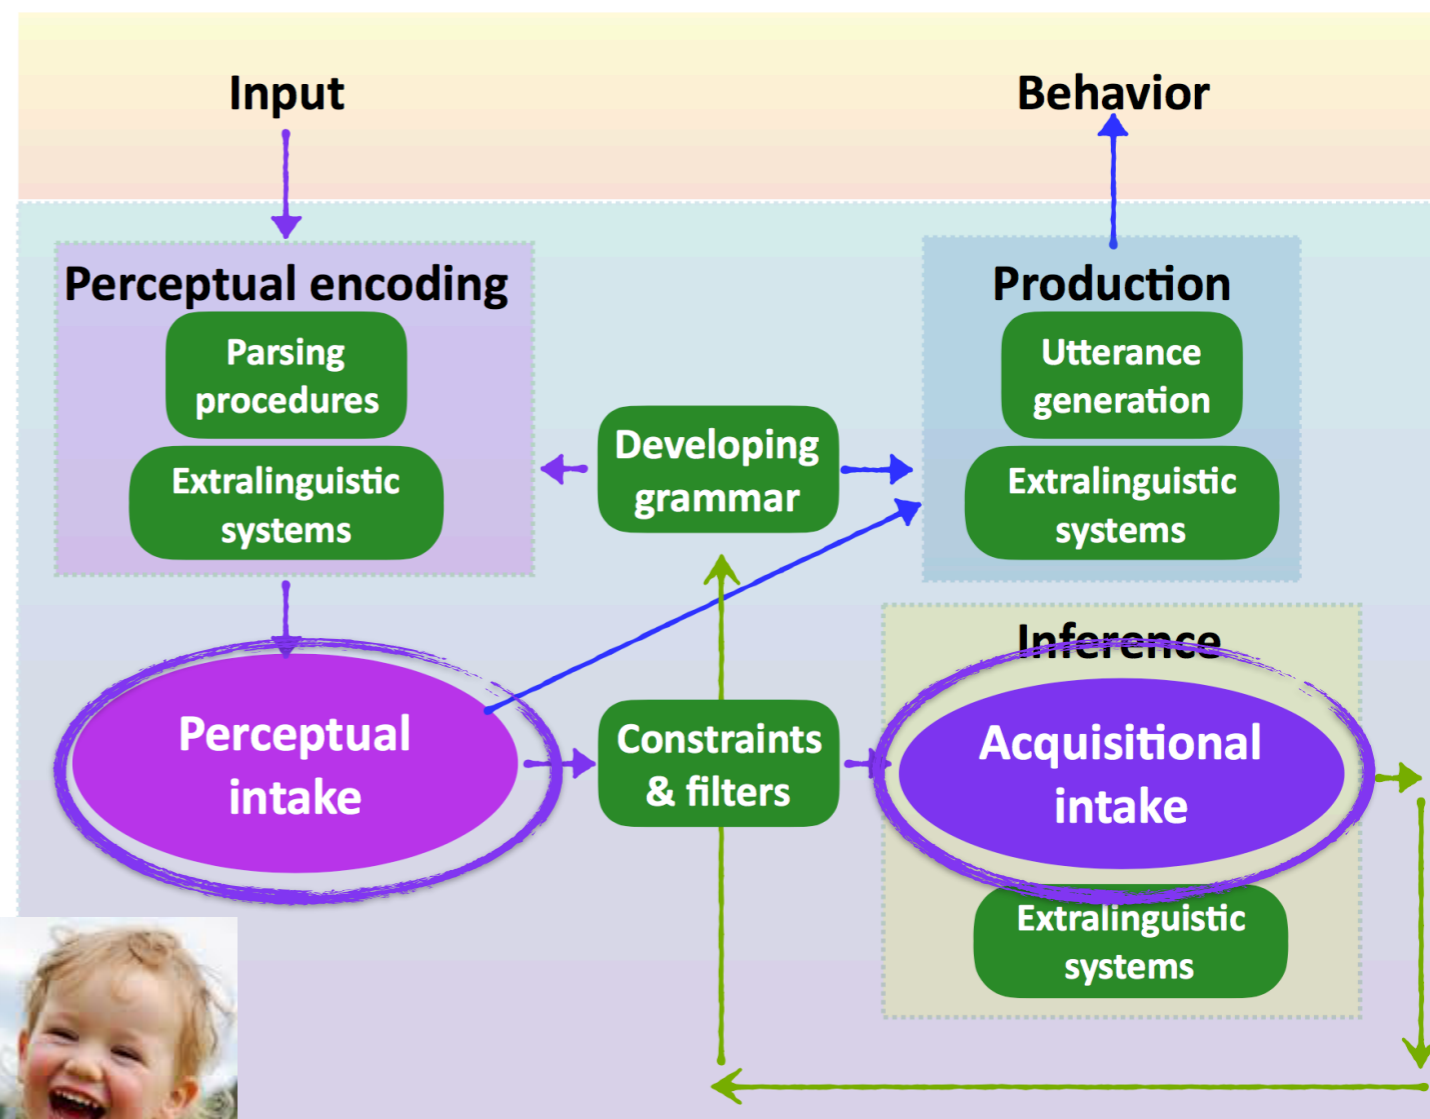 Input
Behavior
Perceptual encoding
Parsing
procedures
Extralinguistic
systems
Developing
grammar
Production
Utterance
generation
Extralinguistic
systems
Perceptual
intake
Constraints
& filters
Inference
Acquisitional
intake
Extralinguistic
systems